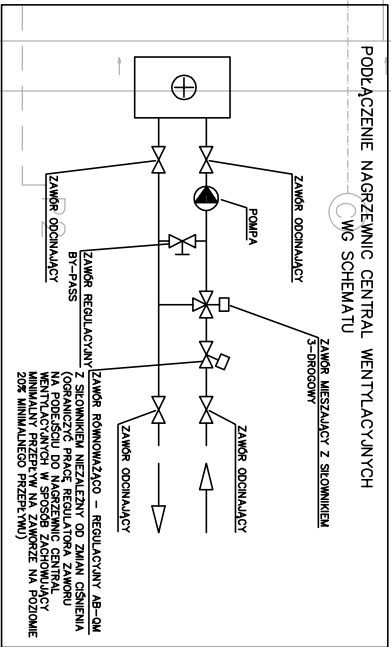 PODŁĄCZENIE NAGRZEWNIC CENTRAL WENTYLACYJNYCH
WG SCHEMATU
ZAWÓR MIESZAJĄCY Z SIŁOWNIKIEM
3-DROGOWY
ZAWÓR ODCINAJĄCY
POMPA
ZAWÓR ODCINAJĄCY
ZAWÓR ODCINAJĄCY
ZAWÓR REGULACYJNY
BY-PASS
ZAWÓR ODCINAJĄCY
ZAWÓR RÓWNOWAŻĄCO - REGULACYJNY AB-QM
Z SIŁOWNIKIEM NIEZALEŻNY OD ZMIAN CIŚNIENIA
(OGRANICZYĆ PRACĘ REGULATORA ZAWORU
NA PODEJŚCIU DO NAGRZEWNIC CENTRAL
WENTYLACYJNYCH W SPOSÓB ZACHOWUJĄCY
MINIMALNY PRZEPŁYW NA ZAWORZE NA POZIOMIE
20% MINIMALNEGO PRZEPŁYWU)